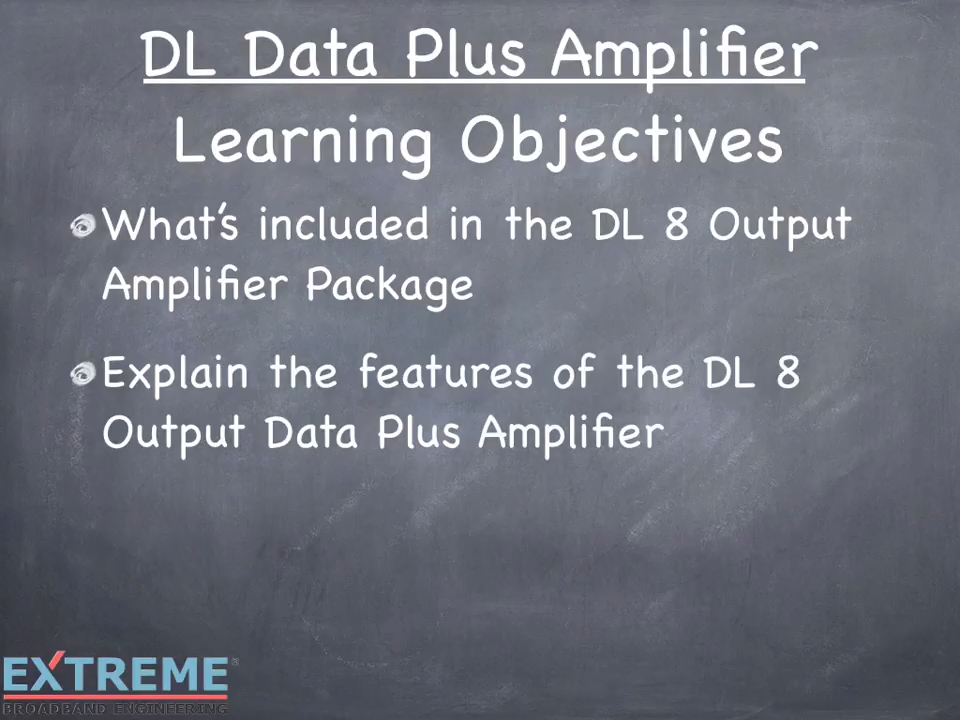 DL Data Plus Amplifier
Learning Objectives
What's included in the DL 8 Output
Amplifier Package
Explain the features of the DL 8
Output Data Plus Amplifier
EXTREME®
BROADBAND ENGINEERING